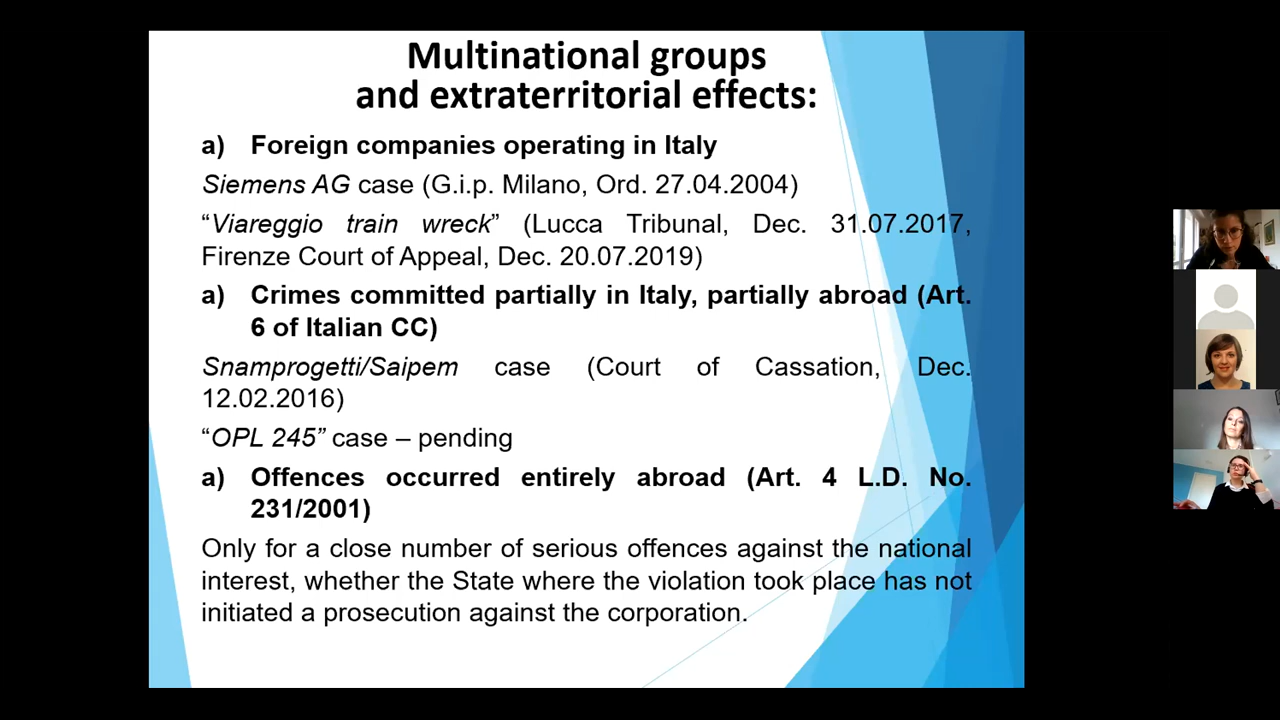 Multinational groups
and extraterritorial effects:
a) Foreign companies operating in Italy
Siemens AG case (G.i.p. Milano, Ord. 27.04.2004)
“Viareggio train wreck” (Lucca Tribunal, Dec. 31.07.2017,
Firenze Court of Appeal, Dec. 20.07.2019)
a) Crimes committed partially in Italy, partially abroad (Art.
6 of Italian CC)
Snamprogetti/Saipem case (Court of Cassation, Dec.
12.02.2016)
“OPL 245” case – pending
a) Offences occurred entirely abroad (Art. 4 L.D. No.
231/2001)
Only for a close number of serious offences against the national
interest, whether the State where the violation took place has not
initiated a prosecution against the corporation.